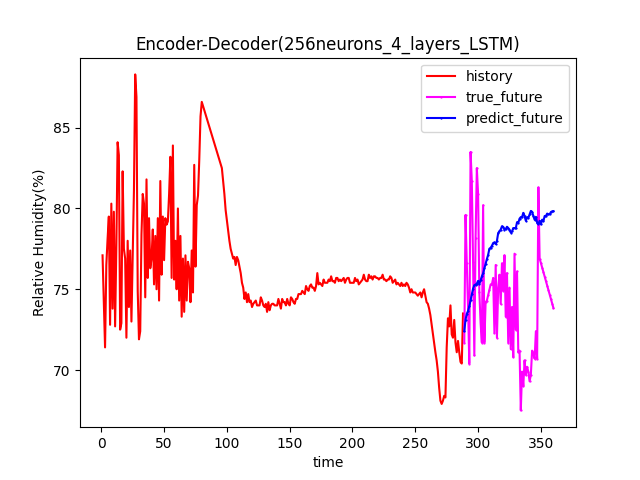 Encoder-Decoder(256neurons_4_layers_LSTM)
history
true_future
predict_future
Relative Humidity(%)
85
80
75
70
0 50 100 150 200 250 300 350
time